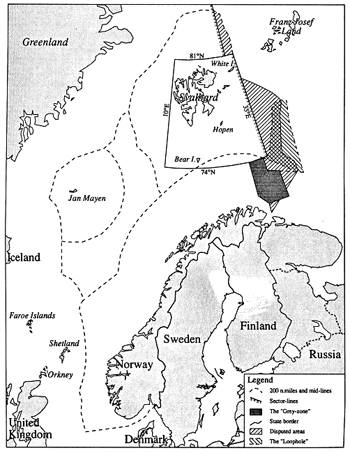 Greenland
Franz Josef
Land
81°N
White I.
Svalbard
10°E
35°E
Hopen
Bear I.
74°N
Jan Mayen
Iceland
Faroe Islands
Shetland
Orkney
Norway
Sweden
Finland
Russia
United
Kingdom
Denmark
Legend
200 n.miles and mid-lines
Sector-lines
The "Grey-zone"
State border
Disputed areas
The "Loophole"